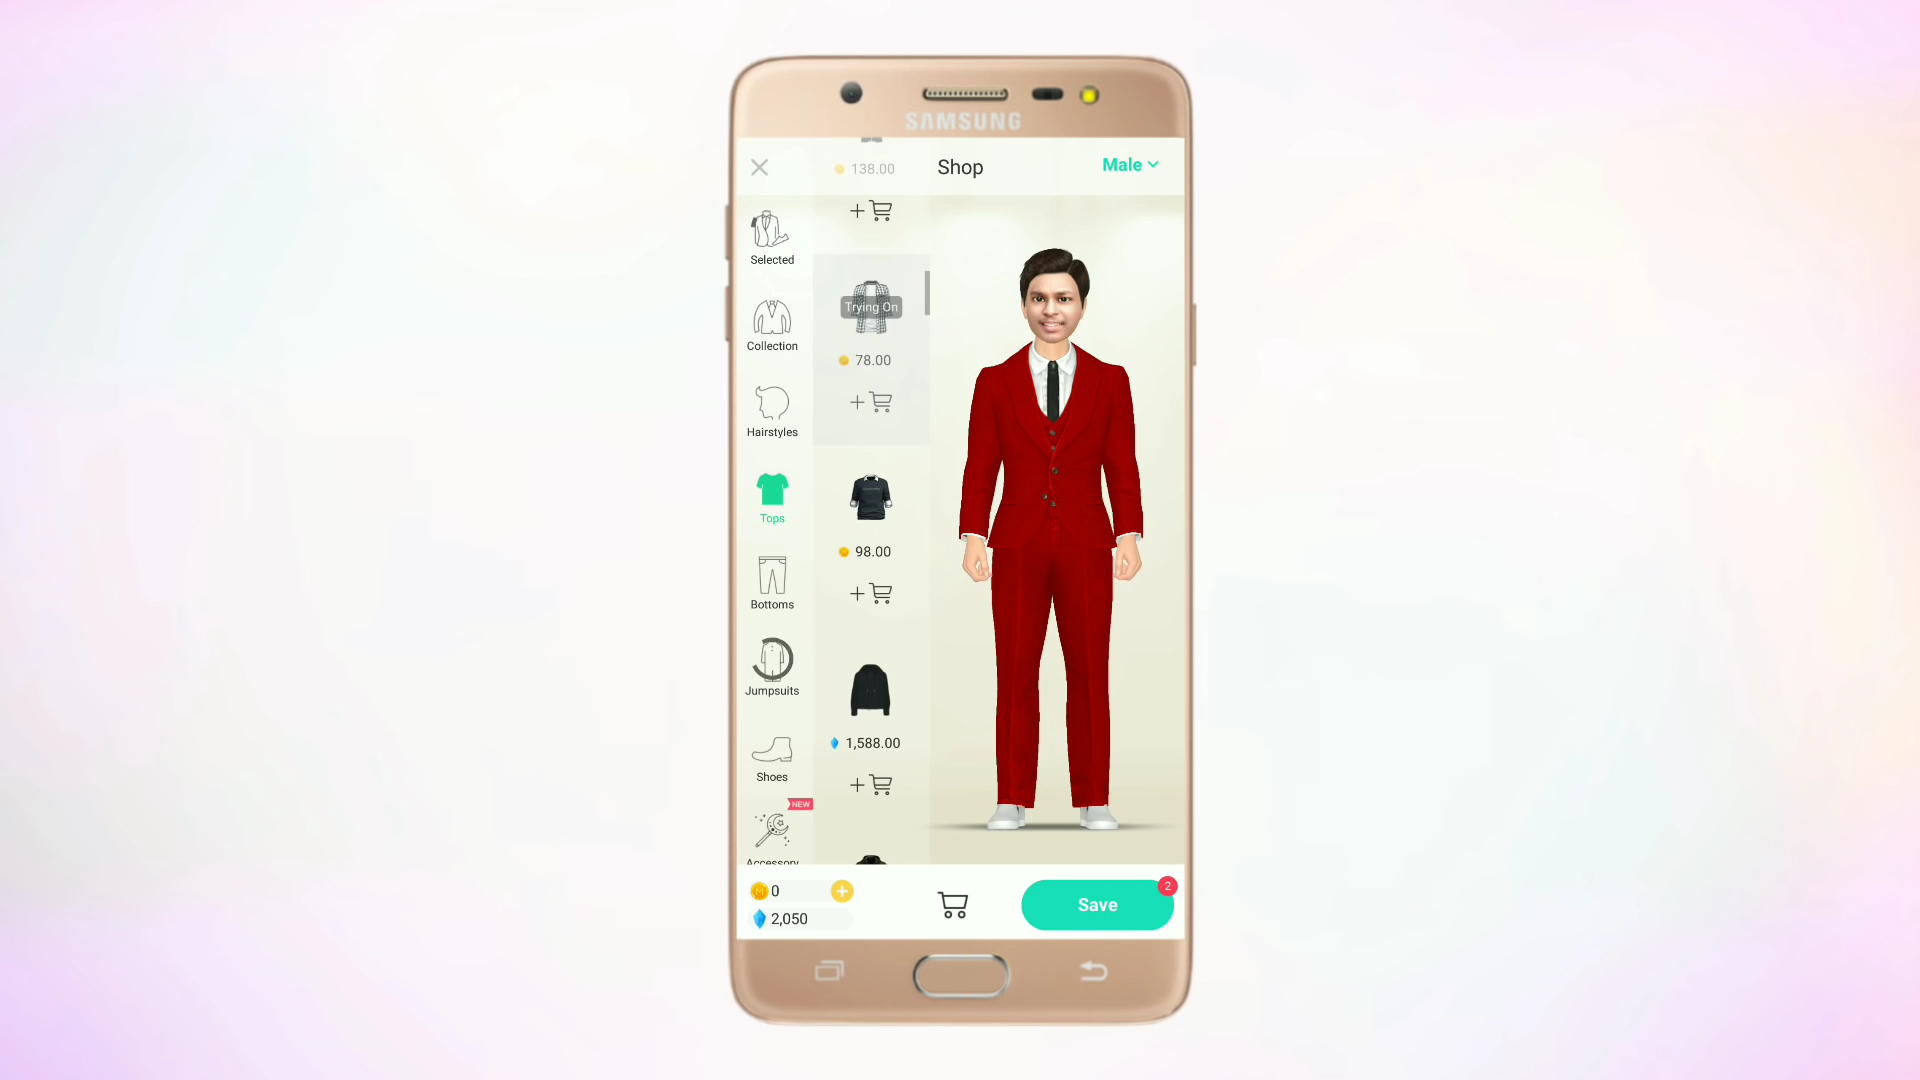 SAMSUNG
138.00
Shop
Male
Selected
Trying On
Collection
78.00
Hairstyles
Tops
98.00
Bottoms
Jumpsuits
1,588.00
Shoes
NEW
Accessory
0
2
Save
2,050